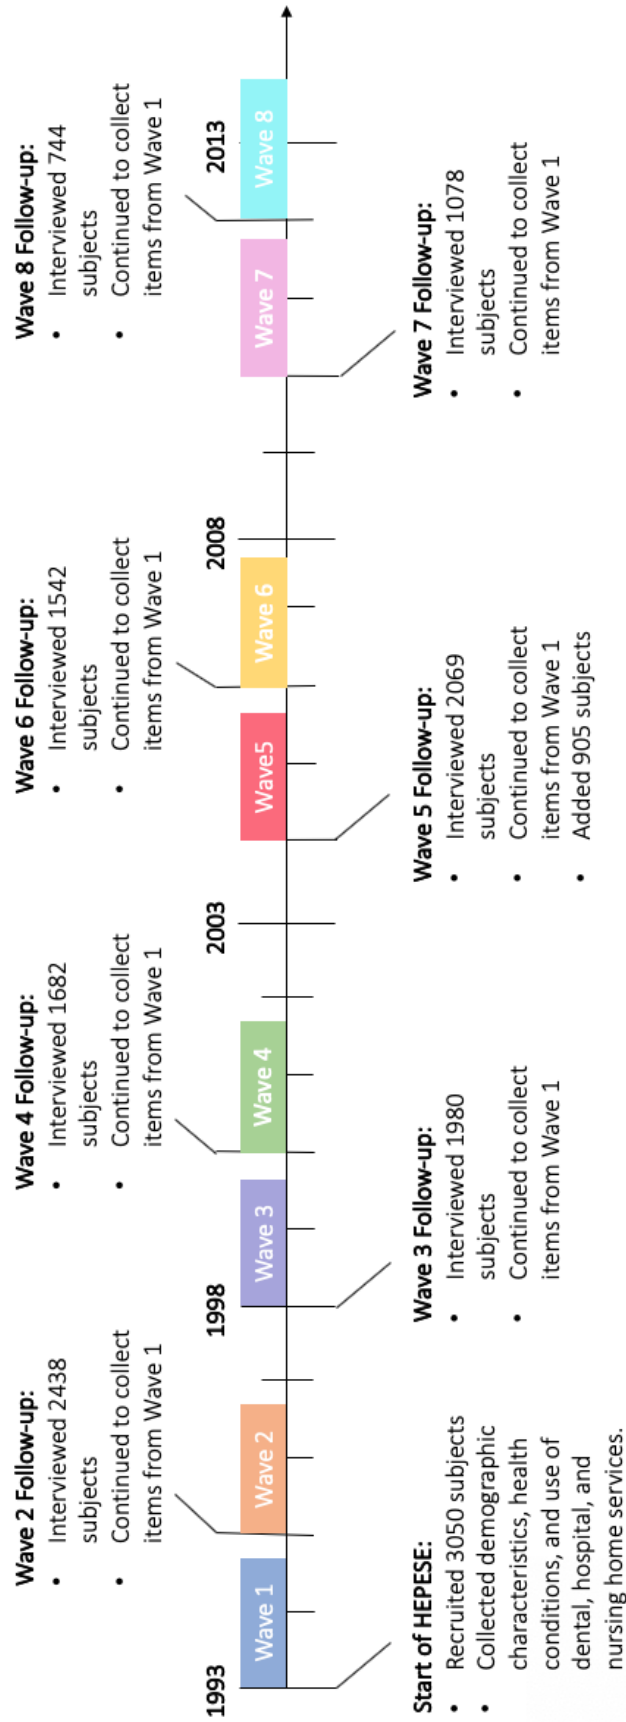 Wave 2 Follow-up:
• Interviewed 2438
subjects
• Continued to collect
items from Wave 1
Wave 4 Follow-up:
• Interviewed 1682
subjects
• Continued to collect
items from Wave 1
Wave 6 Follow-up:
• Interviewed 1542
subjects
• Continued to collect
items from Wave 1
Wave 8 Follow-up:
• Interviewed 744
subjects
• Continued to collect
items from Wave 1
1993
1998
2003
2008
2013
Wave 1
Wave 2
Wave 3
Wave 4
Wave5
Wave 6
Wave 7
Wave 8
Start of HEPESE:
• Recruited 3050 subjects
• Collected demographic
characteristics, health
conditions, and use of
dental, hospital, and
nursing home services.
Wave 3 Follow-up:
• Interviewed 1980
subjects
• Continued to collect
items from Wave 1
Wave 5 Follow-up:
• Interviewed 2069
subjects
• Continued to collect
items from Wave 1
• Added 905 subjects
Wave 7 Follow-up:
• Interviewed 1078
subjects
• Continued to collect
items from Wave 1